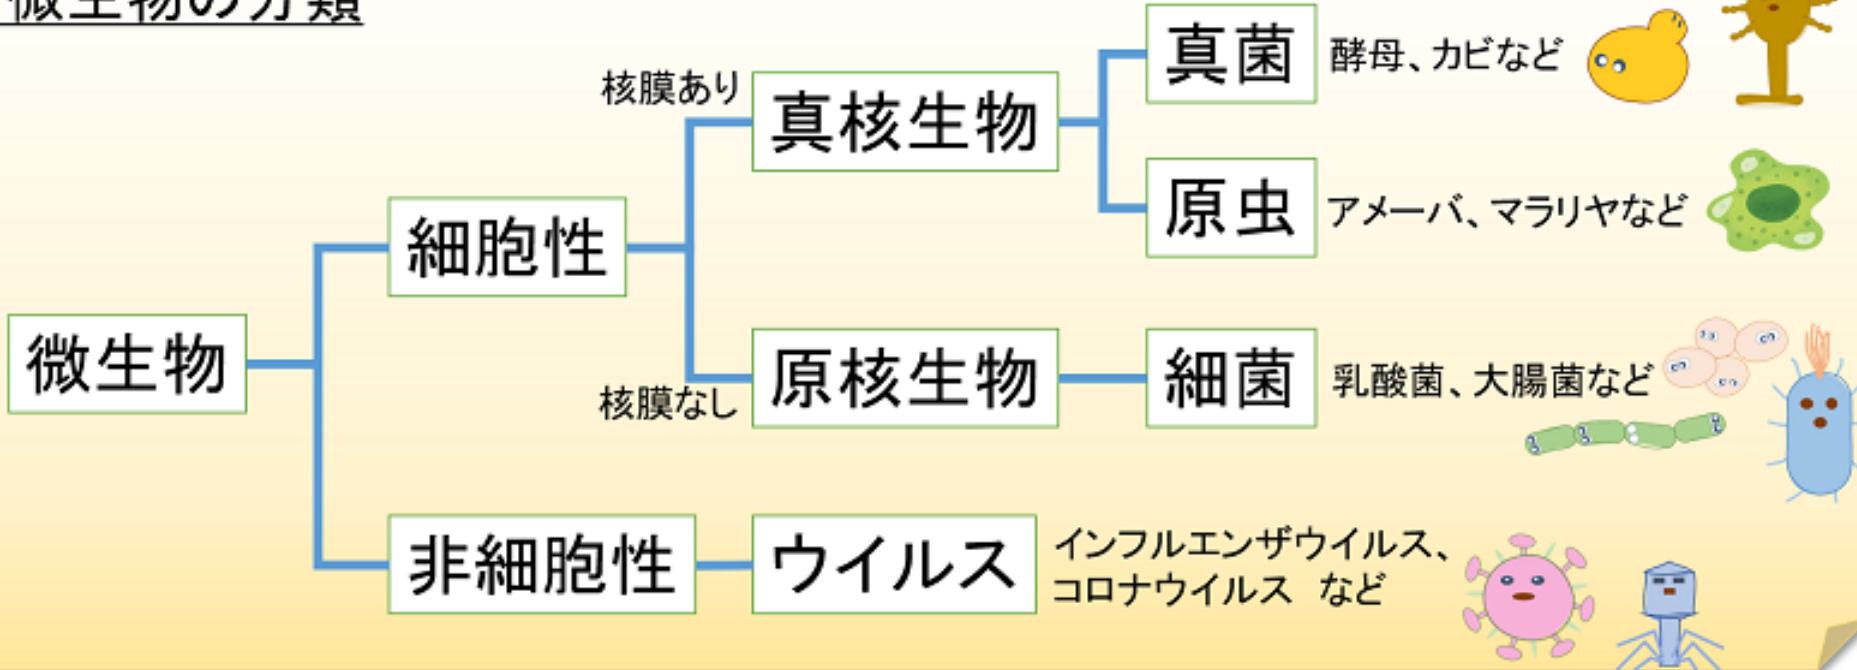 微生物の分類
真菌 酵母、カビなど
核膜あり 真核生物
原虫 アメーバ、マラリヤなど
細胞性
微生物
核膜なし 原核生物 細菌 乳酸菌、大腸菌など
非細胞性 ウイルス
インフルエンザウイルス、
コロナウイルス など